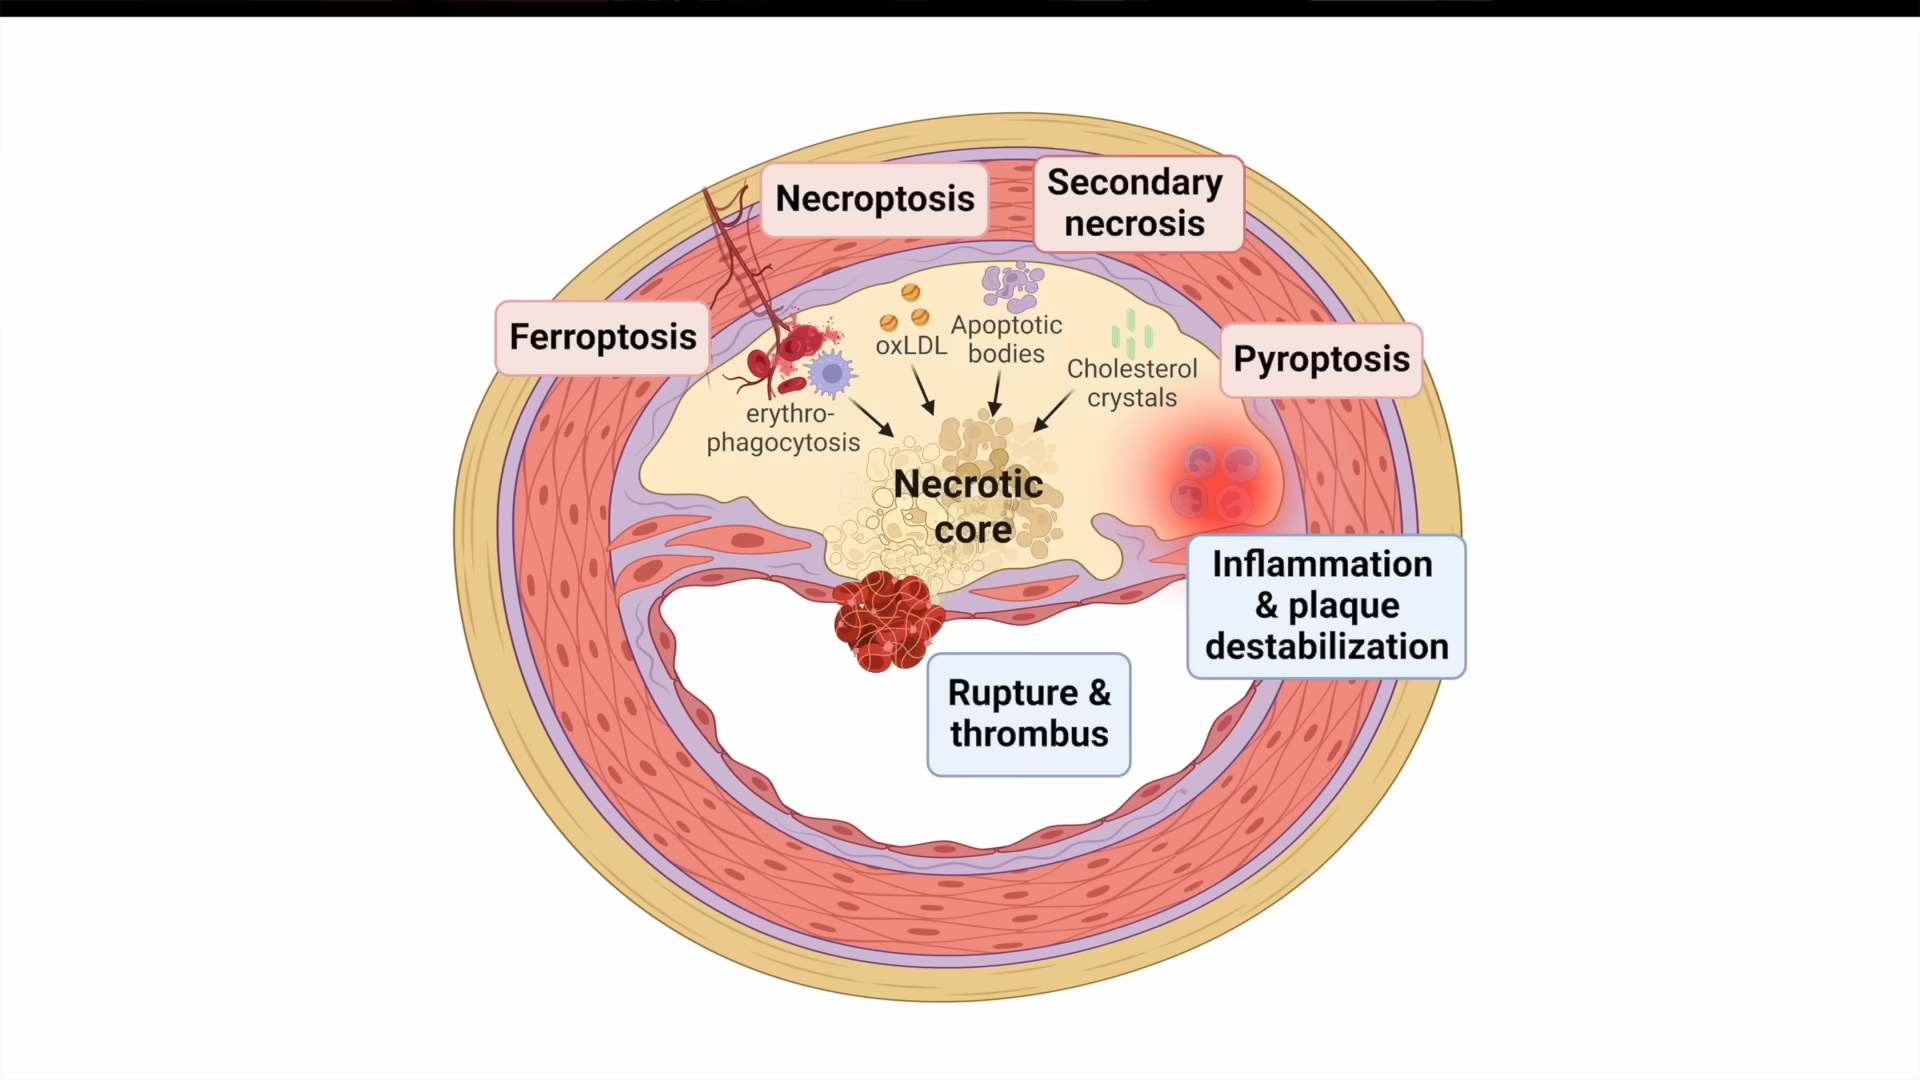 Necroptosis
Secondary
necrosis
Ferroptosis
Pyroptosis
oxLDL
Apoptotic
bodies
Cholesterol
crystals
erythro-
phagocytosis
Necrotic
core
Inflammation
& plaque
destabilization
Rupture &
thrombus